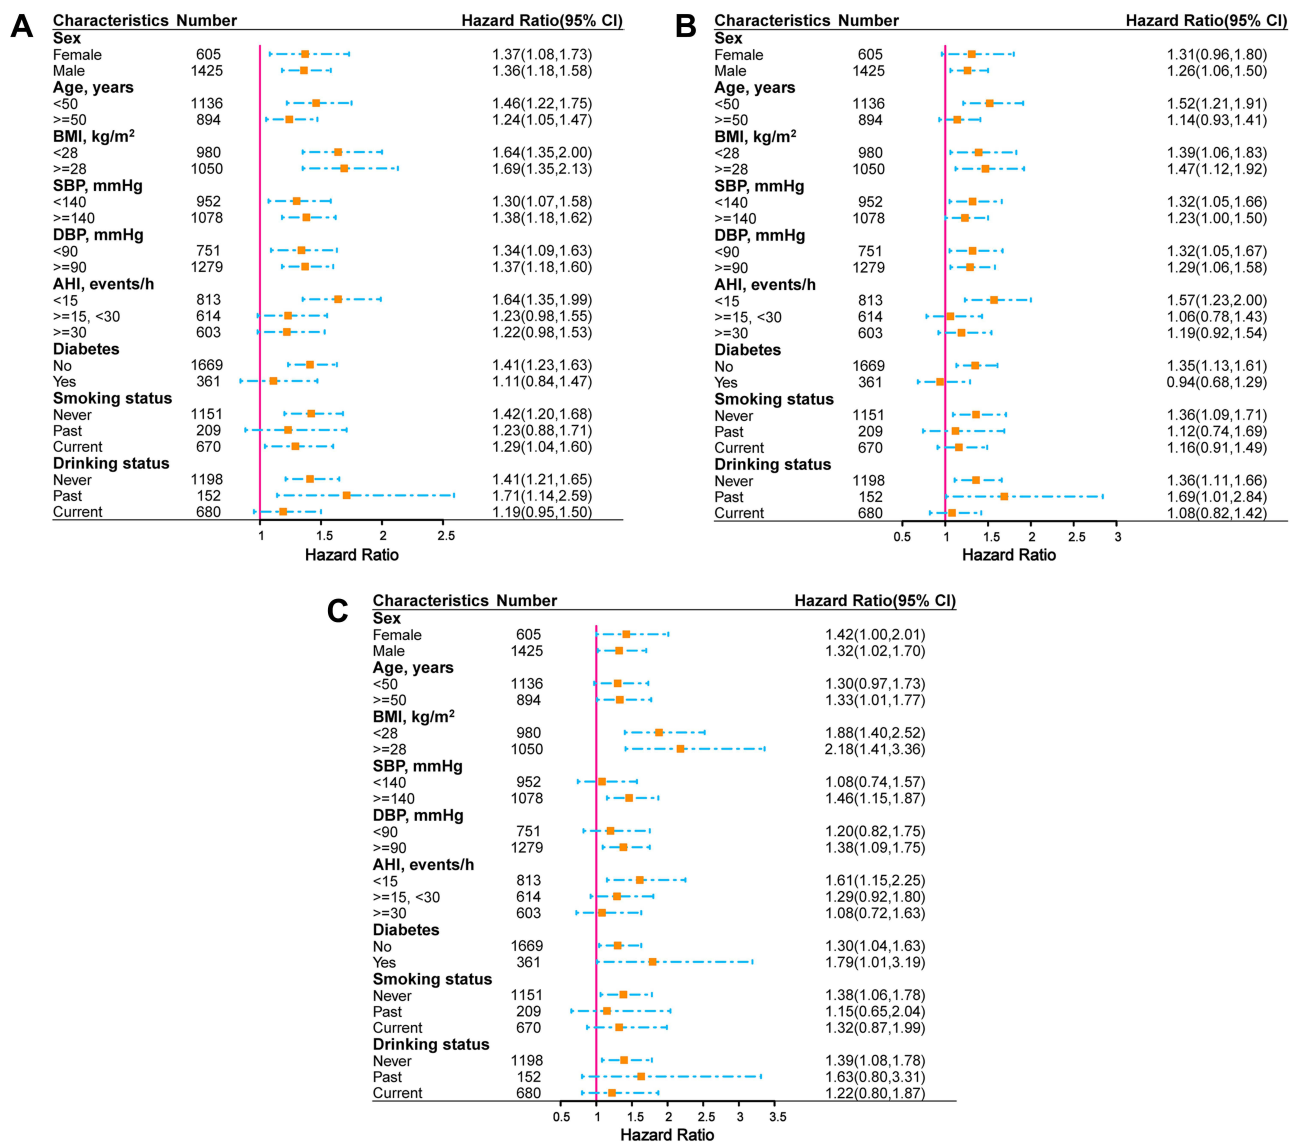 A
Characteristics Number Hazard Ratio(95% CI)
Sex
Female 605 1.37(1.08,1.73)
Male 1425 1.36(1.18,1.58)
Age, years
<50 1136 1.46(1.22,1.75)
>=50 894 1.24(1.05,1.47)
BMI, kg/m²
<28 980 1.64(1.35,2.00)
>=28 1050 1.69(1.35,2.13)
SBP, mmHg
<140 952 1.30(1.07,1.58)
>=140 1078 1.38(1.18,1.62)
DBP, mmHg
<90 751 1.34(1.09,1.63)
>=90 1279 1.37(1.18,1.60)
AHI, events/h
<15 813 1.64(1.35,1.99)
>=15, <30 614 1.23(0.98,1.55)
>=30 603 1.22(0.98,1.53)
Diabetes
No 1669 1.41(1.23,1.63)
Yes 361 1.11(0.84,1.47)
Smoking status
Never 1151 1.42(1.20,1.68)
Past 209 1.23(0.88,1.71)
Current 670 1.29(1.04,1.60)
Drinking status
Never 1198 1.41(1.21,1.65)
Past 152 1.71(1.14,2.59)
Current 680 1.19(0.95,1.50)
1 1.5 2 2.5
Hazard Ratio
B
Characteristics Number Hazard Ratio(95% CI)
Sex
Female 605 1.31(0.96,1.80)
Male 1425 1.26(1.06,1.50)
Age, years
<50 1136 1.52(1.21,1.91)
>=50 894 1.14(0.93,1.41)
BMI, kg/m²
<28 980 1.39(1.06,1.83)
>=28 1050 1.47(1.12,1.92)
SBP, mmHg
<140 952 1.32(1.05,1.66)
>=140 1078 1.23(1.00,1.50)
DBP, mmHg
<90 751 1.32(1.05,1.67)
>=90 1279 1.29(1.06,1.58)
AHI, events/h
<15 813 1.57(1.23,2.00)
>=15, <30 614 1.06(0.78,1.43)
>=30 603 1.19(0.92,1.54)
Diabetes
No 1669 1.35(1.13,1.61)
Yes 361 0.94(0.68,1.29)
Smoking status
Never 1151 1.36(1.09,1.71)
Past 209 1.12(0.74,1.69)
Current 670 1.16(0.91,1.49)
Drinking status
Never 1198 1.36(1.11,1.66)
Past 152 1.69(1.01,2.84)
Current 680 1.08(0.82,1.42)
0.5 1 1.5 2 2.5 3
Hazard Ratio
C
Characteristics Number Hazard Ratio(95% CI)
Sex
Female 605 1.42(1.00,2.01)
Male 1425 1.32(1.02,1.70)
Age, years
<50 1136 1.30(0.97,1.73)
>=50 894 1.33(1.01,1.77)
BMI, kg/m²
<28 980 1.88(1.40,2.52)
>=28 1050 2.18(1.41,3.36)
SBP, mmHg
<140 952 1.08(0.74,1.57)
>=140 1078 1.46(1.15,1.87)
DBP, mmHg
<90 751 1.20(0.82,1.75)
>=90 1279 1.38(1.09,1.75)
AHI, events/h
<15 813 1.61(1.15,2.25)
>=15, <30 614 1.29(0.92,1.80)
>=30 603 1.08(0.72,1.63)
Diabetes
No 1669 1.30(1.04,1.63)
Yes 361 1.79(1.01,3.19)
Smoking status
Never 1151 1.38(1.06,1.78)
Past 209 1.15(0.65,2.04)
Current 670 1.32(0.87,1.99)
Drinking status
Never 1198 1.39(1.08,1.78)
Past 152 1.63(0.80,3.31)
Current 680 1.22(0.80,1.87)
0.5 1 1.5 2 2.5 3 3.5
Hazard Ratio